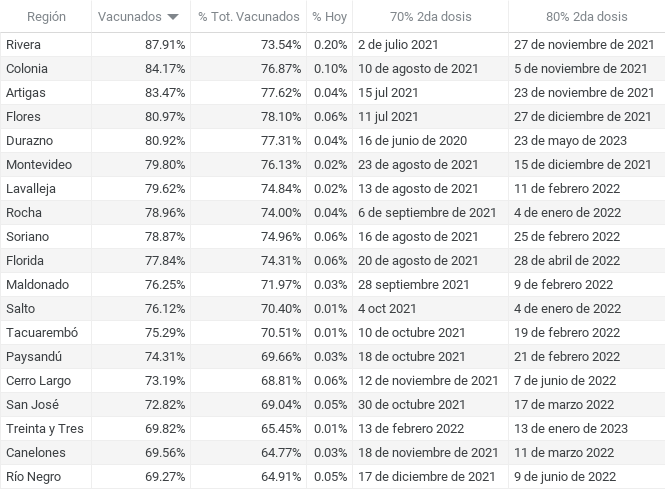 Región Vacunados % Tot. Vacunados % Hoy 70% 2da dosis 80% 2da dosis
Rivera 87.91% 73.54% 0.20% 2 de julio 2021 27 de noviembre de 2021
Colonia 84.17% 76.87% 0.10% 10 de agosto de 2021 5 de noviembre de 2021
Artigas 83.47% 77.62% 0.04% 15 jul 2021 23 de noviembre de 2021
Flores 80.97% 78.10% 0.06% 11 jul 2021 27 de diciembre de 2021
Durazno 80.92% 77.31% 0.04% 16 de junio de 2020 23 de mayo de 2023
Montevideo 79.80% 76.13% 0.02% 23 de agosto de 2021 15 de diciembre de 2021
Lavalleja 79.62% 74.84% 0.02% 13 de agosto de 2021 11 de febrero 2022
Rocha 78.96% 74.00% 0.04% 6 de septiembre de 2021 4 de enero de 2022
Soriano 78.87% 74.96% 0.06% 16 de agosto de 2021 25 de febrero 2022
Florida 77.84% 74.31% 0.06% 20 de agosto de 2021 28 de abril de 2022
Maldonado 76.25% 71.97% 0.03% 28 septiembre 2021 9 de febrero 2022
Salto 76.12% 70.40% 0.01% 4 oct 2021 4 de enero de 2022
Tacuarembó 75.29% 70.51% 0.01% 10 de octubre 2021 19 de febrero 2022
Paysandú 74.31% 69.66% 0.03% 18 de octubre 2021 21 de febrero 2022
Cerro Largo 73.19% 68.81% 0.06% 12 de noviembre de 2021 7 de junio de 2022
San José 72.82% 69.04% 0.05% 30 de octubre 2021 17 de marzo 2022
Treinta y Tres 69.82% 65.45% 0.01% 13 de febrero 2022 13 de enero de 2023
Canelones 69.56% 64.77% 0.03% 18 de noviembre de 2021 11 de marzo 2022
Río Negro 69.27% 64.91% 0.05% 17 de diciembre de 2021 9 de junio de 2022